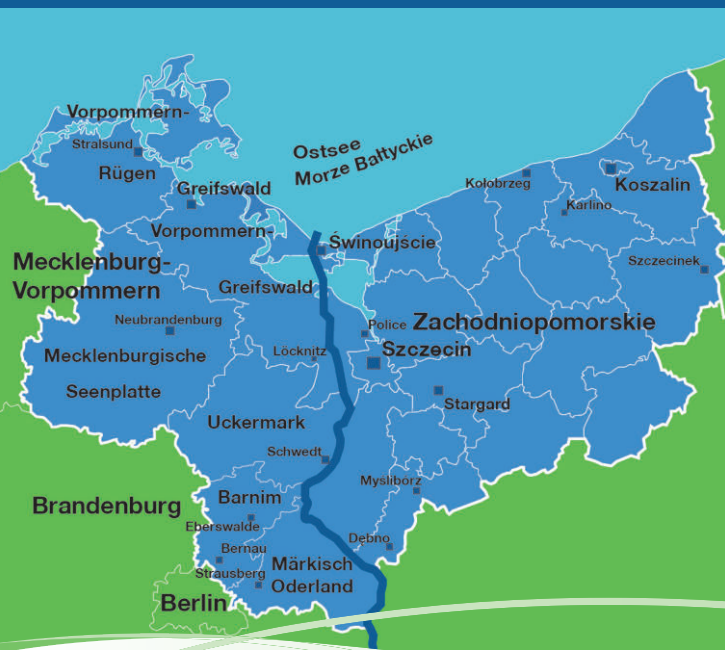 Vorpommern-
Stralsund
Rügen
Greifswald
Vorpommern-
Greifswald
Ostsee
Morze Bałtyckie
Kołobrzeg
Koszalin
Karlino
Świnoujście
Szczecinek
Mecklenburg-
Vorpommern
Neubrandenburg
Mecklenburgische
Seenplatte
Löcknitz
Police
Zachodniopomorskie
Szczecin
Stargard
Uckermark
Schwedt
Myślibórz
Brandenburg
Barnim
Eberswalde
Bernau
Strausberg
Märkisch
Oderland
Dębno
Berlin